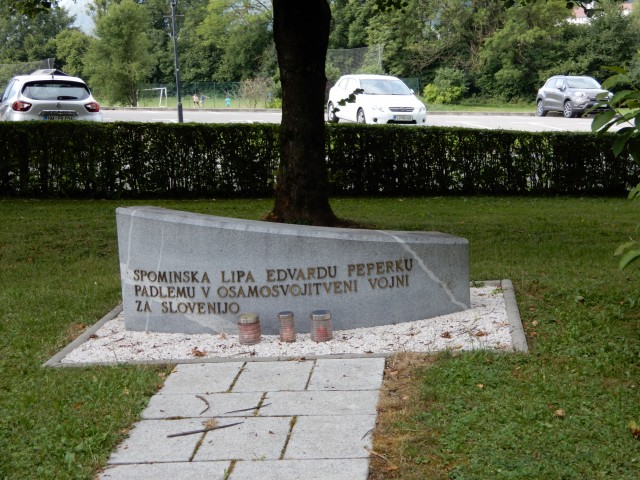 SPOMINSKA LIPA EDVARDU PEPERKU
PADLEMU V OSAMOSVOJITVENI VOJNI
ZA SLOVENIJO